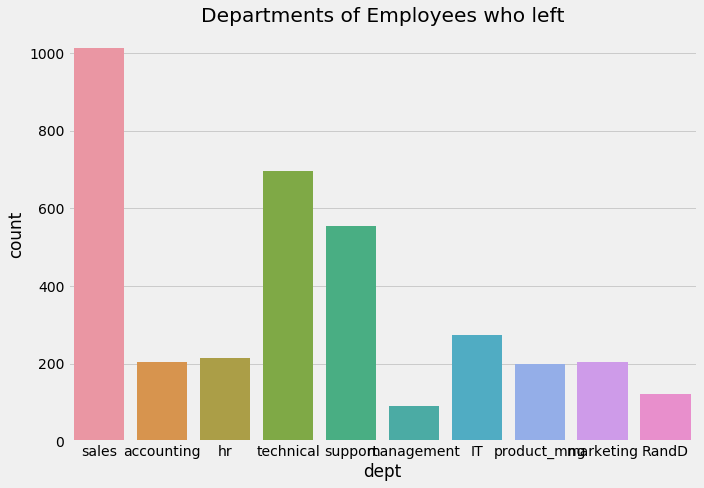 Departments of Employees who left
1000
800
600
400
200
0
count
sales accounting hr technical support management IT product_mng marketing RandD
dept